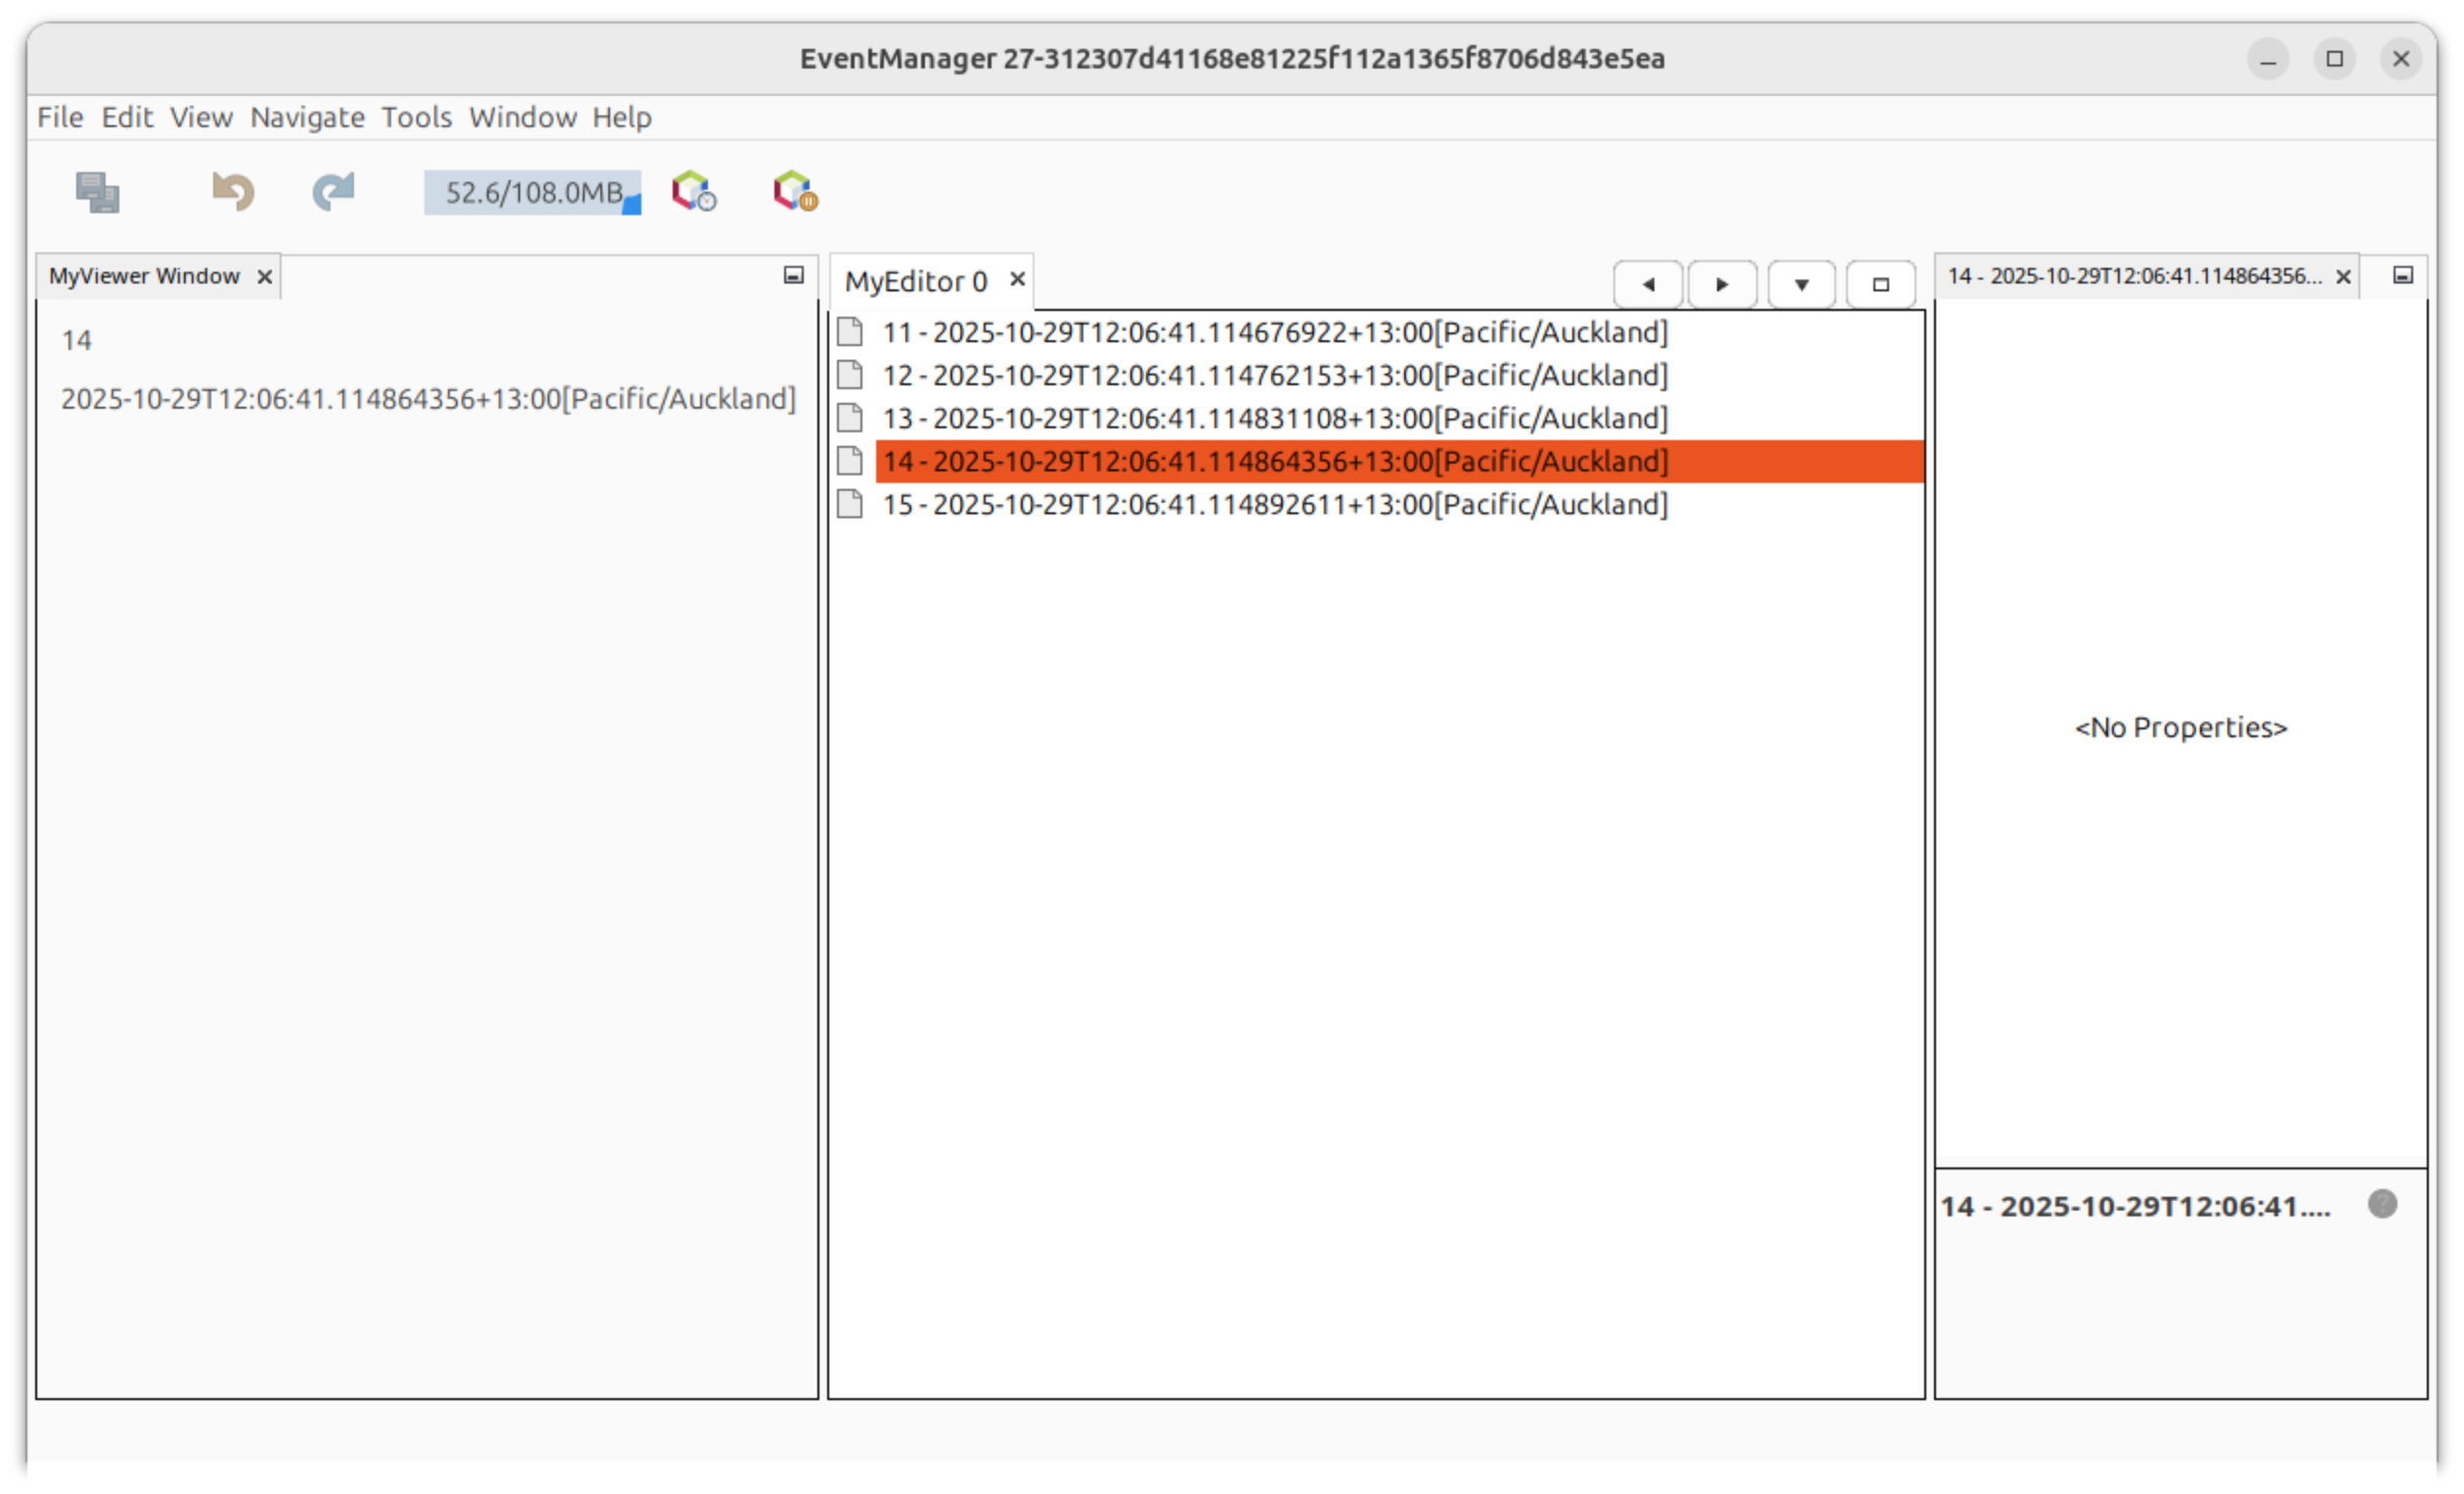 EventManager 27-312307d41168e81225f112a1365f8706d843e5ea
File Edit View Navigate Tools Window Help
52.6/108.0MB
MyViewer Window
14
2025-10-29T12:06:41.114864356+13:00[Pacific/Auckland]
MyEditor 0
11 - 2025-10-29T12:06:41.114676922+13:00[Pacific/Auckland]
12 - 2025-10-29T12:06:41.114762153+13:00[Pacific/Auckland]
13 - 2025-10-29T12:06:41.114831108+13:00[Pacific/Auckland]
14 - 2025-10-29T12:06:41.114864356+13:00[Pacific/Auckland]
15 - 2025-10-29T12:06:41.114892611+13:00[Pacific/Auckland]
14 - 2025-10-29T12:06:41.114864356...
<No Properties>
14 - 2025-10-29T12:06:41....
?